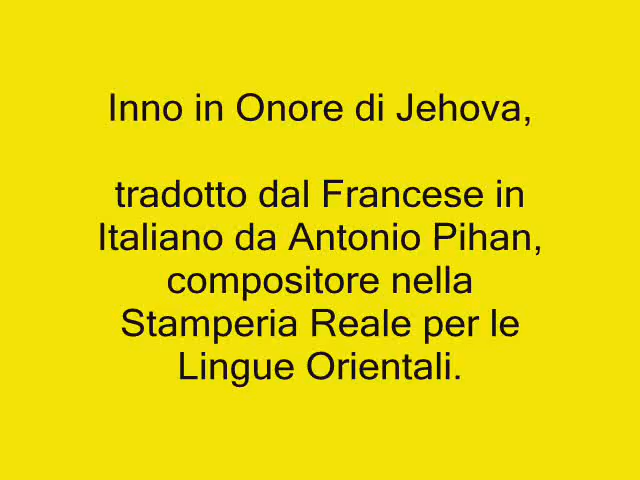 Inno in Onore di Jehova,
tradotto dal Francese in
Italiano da Antonio Pihan,
compositore nella
Stamperia Reale per le
Lingue Orientali.